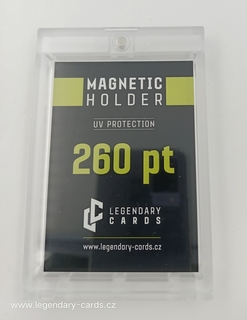 MAGNETIC
HOLDER
UV PROTECTION
260 pt
LEGENDARY
CARDS
www.legendary-cards.cz
www.legendary-cards.cz